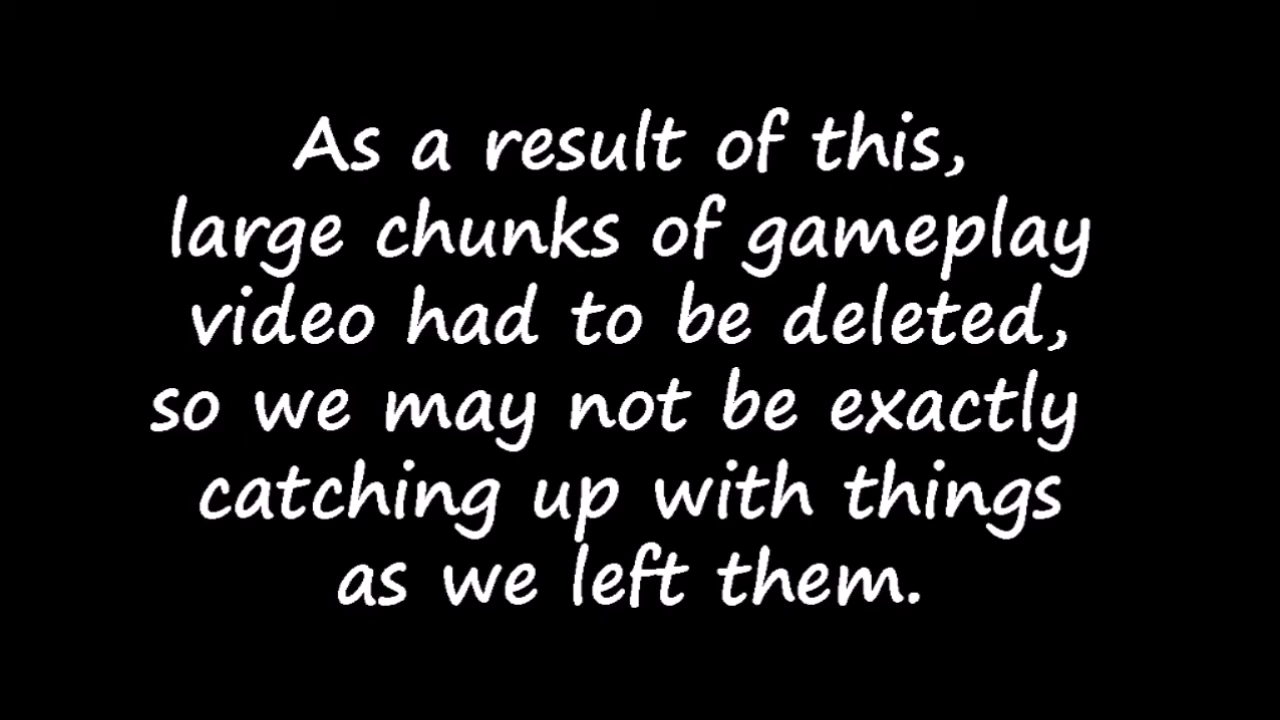 As a result of this,
large chunks of gameplay
video had to be deleted,
so we may not be exactly
catching up with things
as we left them.